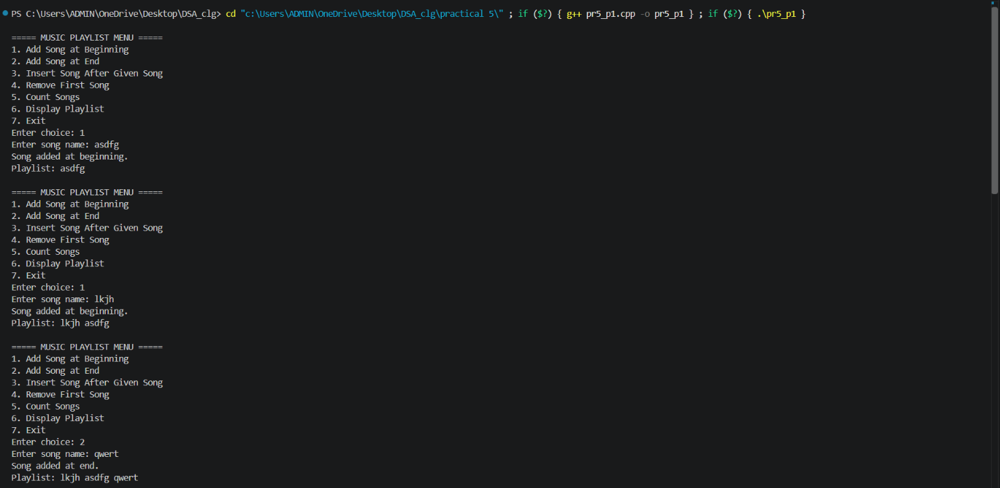 PS C:\Users\ADMIN\OneDrive\Desktop\DSA_clg> cd "c:\Users\ADMIN\OneDrive\Desktop\DSA_clg\practical 5\" ; if ($?) { g++ pr5_p1.cpp -o pr5_p1 } ; if ($?) { .\pr5_p1 }
===== MUSIC PLAYLIST MENU =====
1. Add Song at Beginning
2. Add Song at End
3. Insert Song After Given Song
4. Remove First Song
5. Count Songs
6. Display Playlist
7. Exit
Enter choice: 1
Enter song name: asdfg
Song added at beginning.
Playlist: asdfg
===== MUSIC PLAYLIST MENU =====
1. Add Song at Beginning
2. Add Song at End
3. Insert Song After Given Song
4. Remove First Song
5. Count Songs
6. Display Playlist
7. Exit
Enter choice: 1
Enter song name: lkjh
Song added at beginning.
Playlist: lkjh asdfg
===== MUSIC PLAYLIST MENU =====
1. Add Song at Beginning
2. Add Song at End
3. Insert Song After Given Song
4. Remove First Song
5. Count Songs
6. Display Playlist
7. Exit
Enter choice: 2
Enter song name: qwert
Song added at end.
Playlist: lkjh asdfg qwert